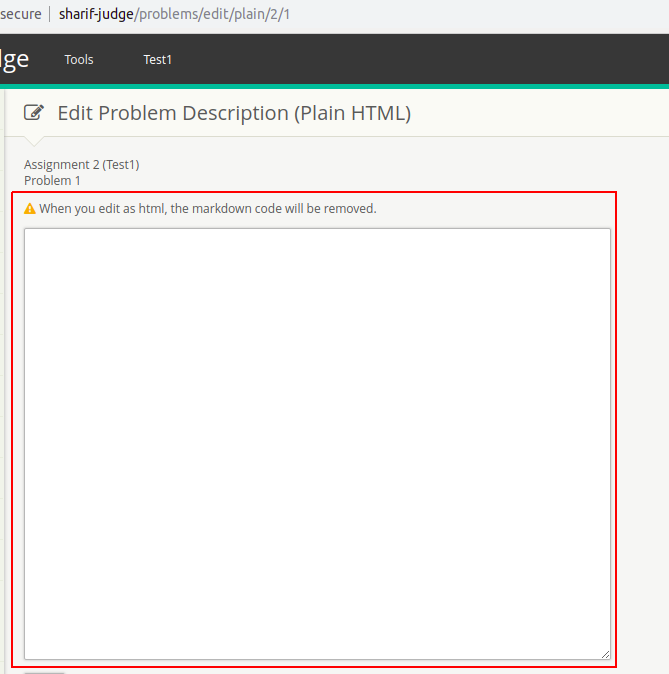 secure | sharif-judge/problems/edit/plain/2/1
dge Tools Test1
Edit Problem Description (Plain HTML)
Assignment 2 (Test1)
Problem 1
When you edit as html, the markdown code will be removed.